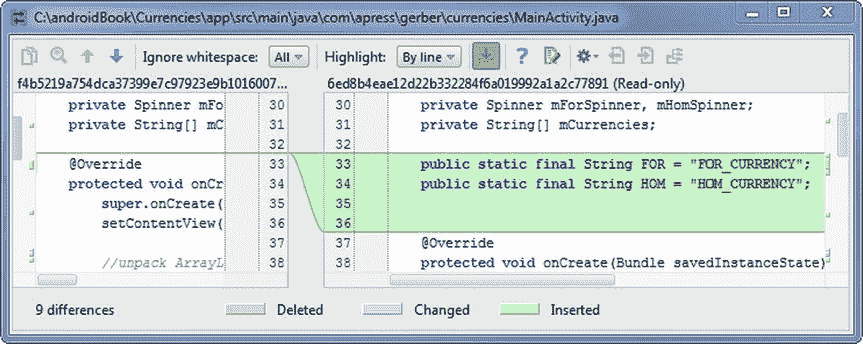 C:\androidBook\Currencies\app\src\main\java\com\apress\gerber\currencies\MainActivity.java
Ignore whitespace: All Highlight: By line ?
f4b5219a754dca37399e7c97923e9b1016007... 6ed8b4eae12d22b332284f6a019992a1a2c77891 (Read-only)
private Spinner mFo 30 30 private Spinner mForSpinner, mHomSpinner;
private String[] mC 31 31 private String[] mCurrencies;
32 32
@Override 33 33 public static final String FOR = "FOR_CURRENCY";
protected void onCr 34 34 public static final String HOM = "HOM_CURRENCY";
super.onCreate( 35 35
setContentView( 36 36
37 37 @Override
//unpack ArrayL 38 38 protected void onCreate(Bundle savedInstanceState)
9 differences Deleted Changed Inserted